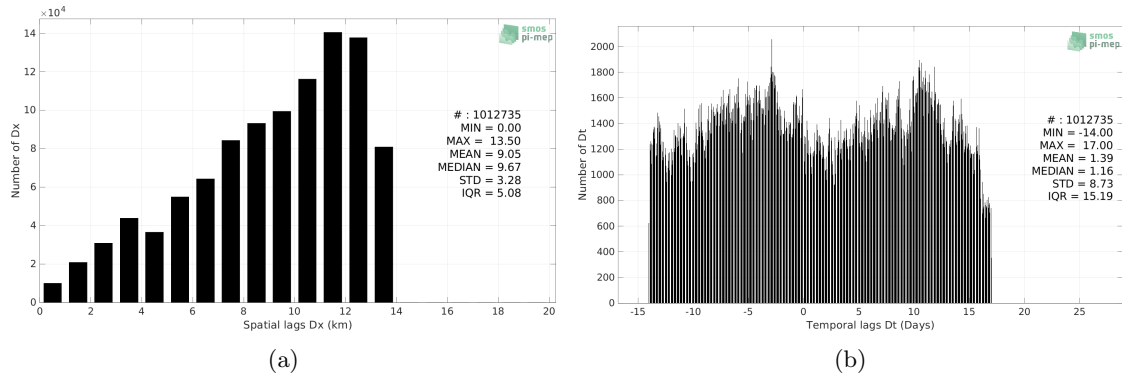 ×10⁴
14
12
10
8
6
4
2
0
Number of Dx
smos
pi-mep
# : 1012735
MIN = 0.00
MAX = 13.50
MEAN = 9.05
MEDIAN = 9.67
STD = 3.28
IQR = 5.08
0 2 4 6 8 10 12 14 16 18 20
Spatial lags Dx (km)
(a)
2000
1800
1600
1400
1200
1000
800
600
400
200
0
Number of Dt
smos
pi-mep
# : 1012735
MIN = -14.00
MAX = 17.00
MEAN = 1.39
MEDIAN = 1.16
STD = 8.73
IQR = 15.19
-15 -10 -5 0 5 10 15 20 25
Temporal lags Dt (Days)
(b)